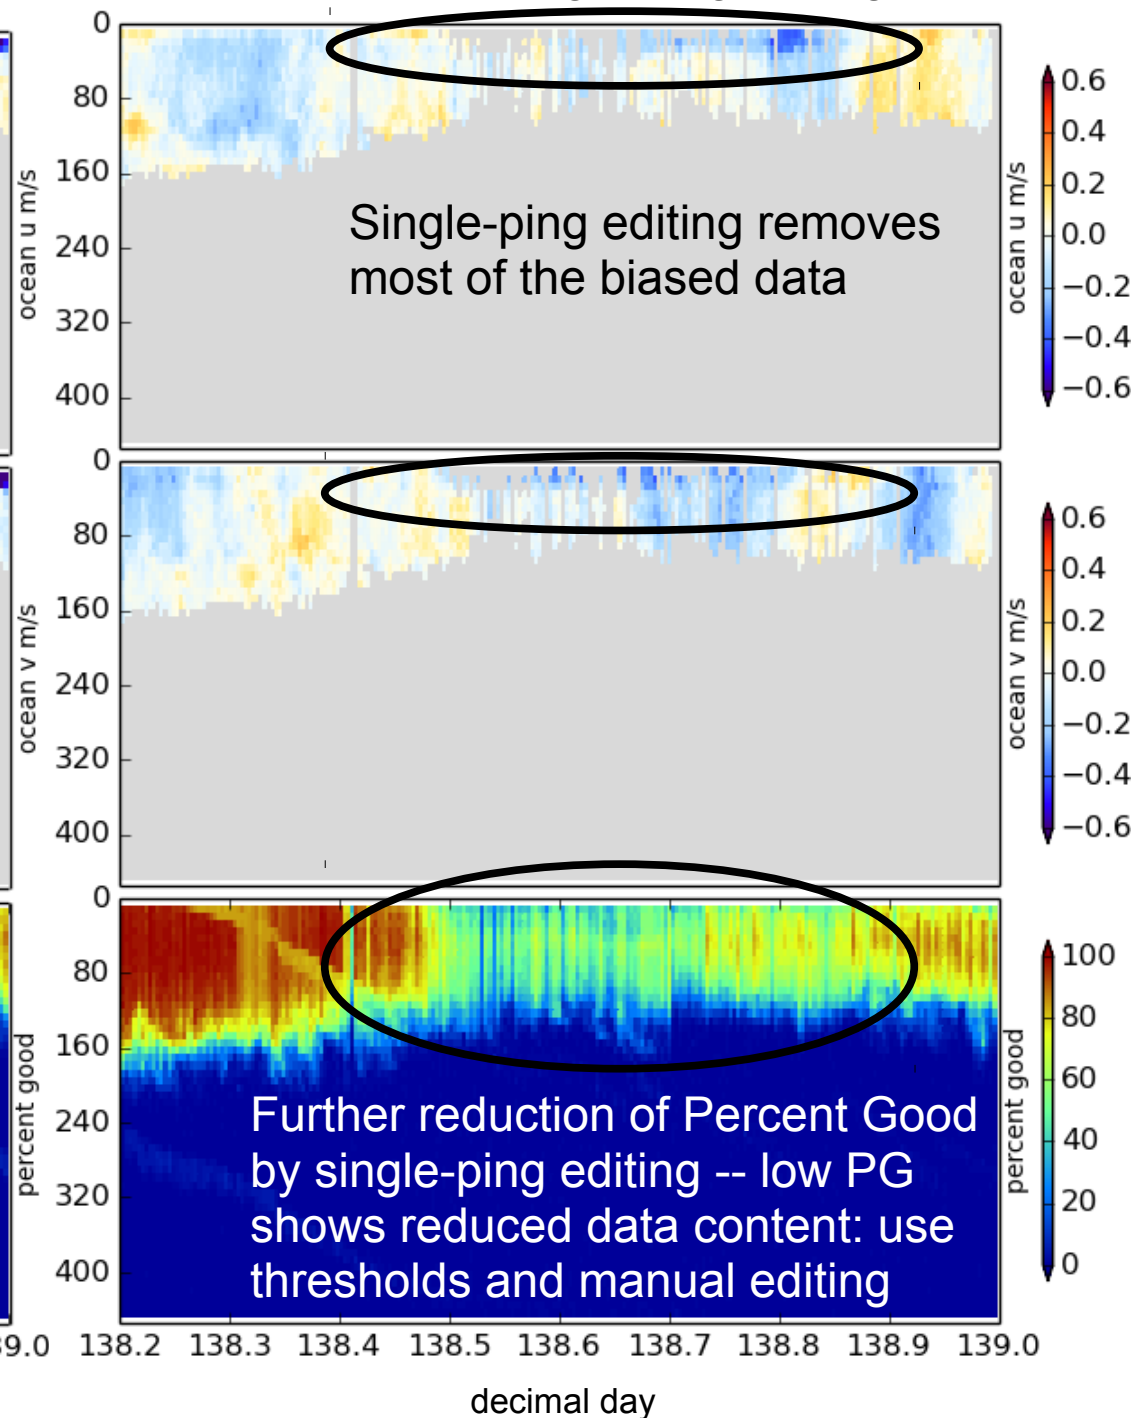 0
80
160
240
320
400
ocean u m/s
Single-ping editing removes
most of the biased data
ocean u m/s
0.6
0.4
0.2
0.0
−0.2
−0.4
−0.6
0
80
160
240
320
400
ocean v m/s
ocean v m/s
0.6
0.4
0.2
0.0
−0.2
−0.4
−0.6
0
80
160
240
320
400
percent good
Further reduction of Percent Good
by single-ping editing -- low PG
shows reduced data content: use
thresholds and manual editing
percent good
100
80
60
40
20
0
9.0 138.2 138.3 138.4 138.5 138.6 138.7 138.8 138.9 139.0
decimal day